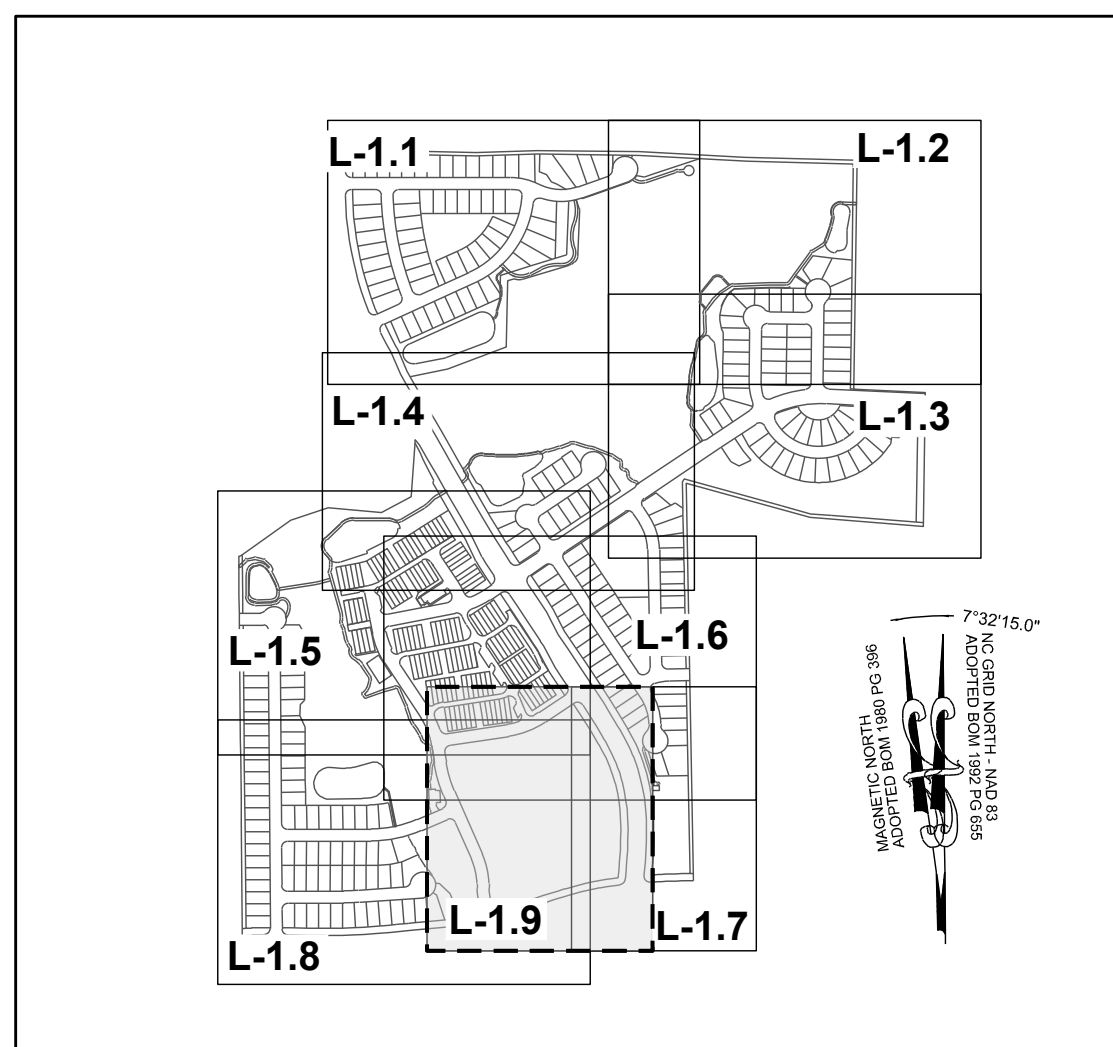 L-1.1
L-1.2
L-1.4
L-1.3
L-1.5
L-1.6
7°32'15.0"
MAGNETIC NORTH
ADOPTED BOM 1980 PG 396
NC GRID NORTH - NAD 83
ADOPTED BOM 1992 PG 655
L-1.9
L-1.7
L-1.8